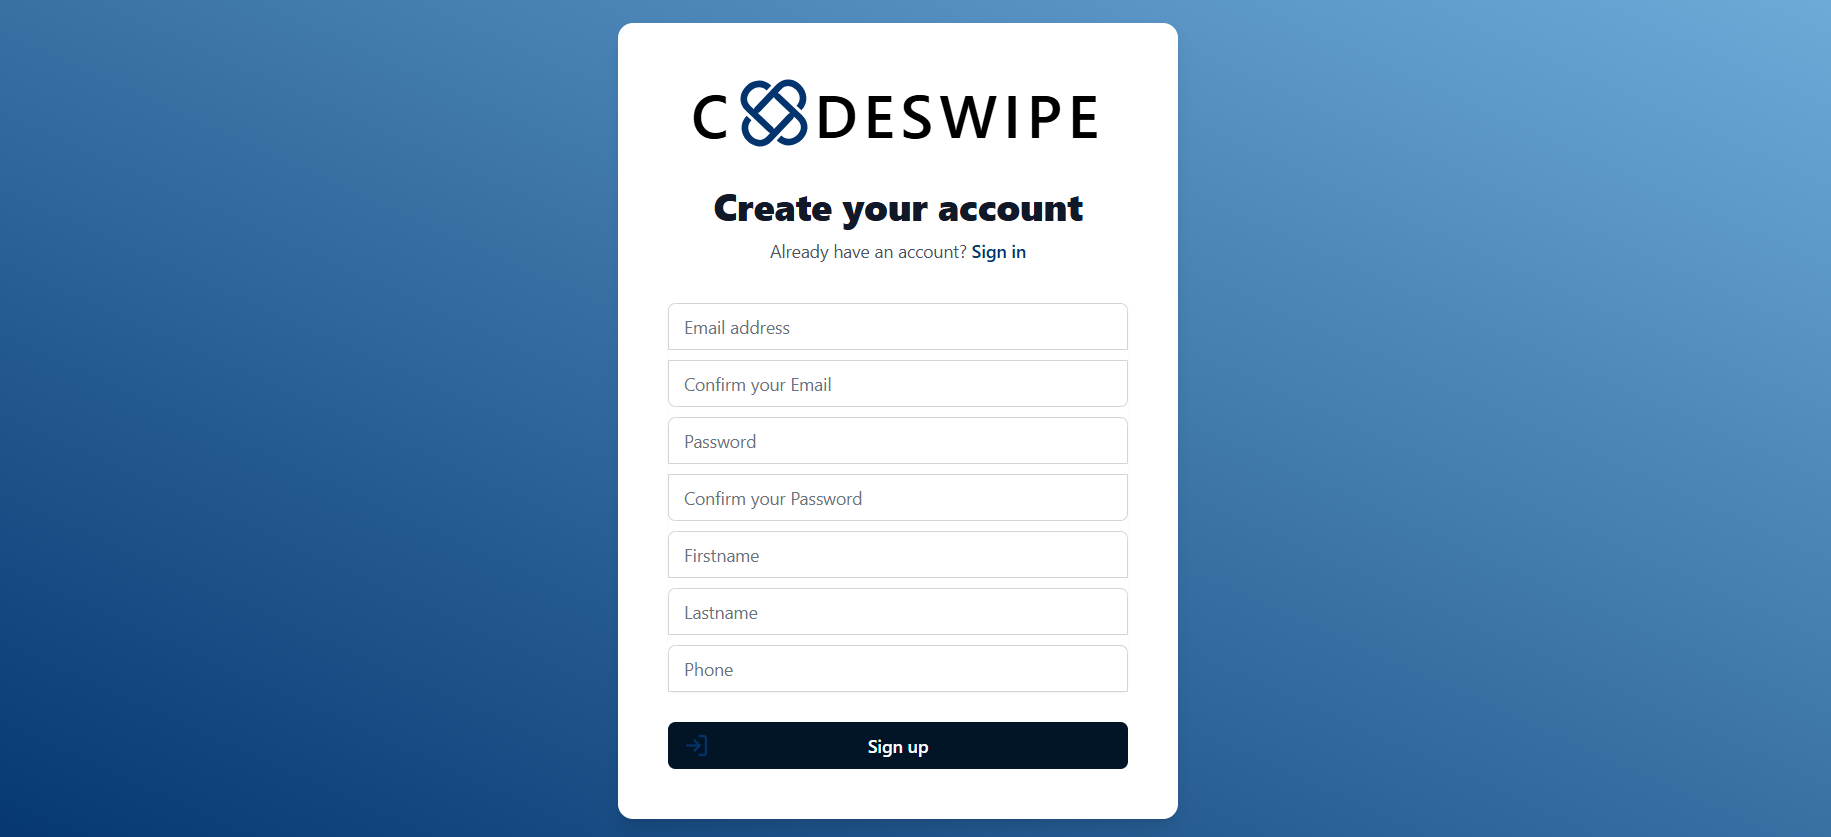 CODESWIPE
Create your account
Already have an account? Sign in
Email address
Confirm your Email
Password
Confirm your Password
Firstname
Lastname
Phone
Sign up